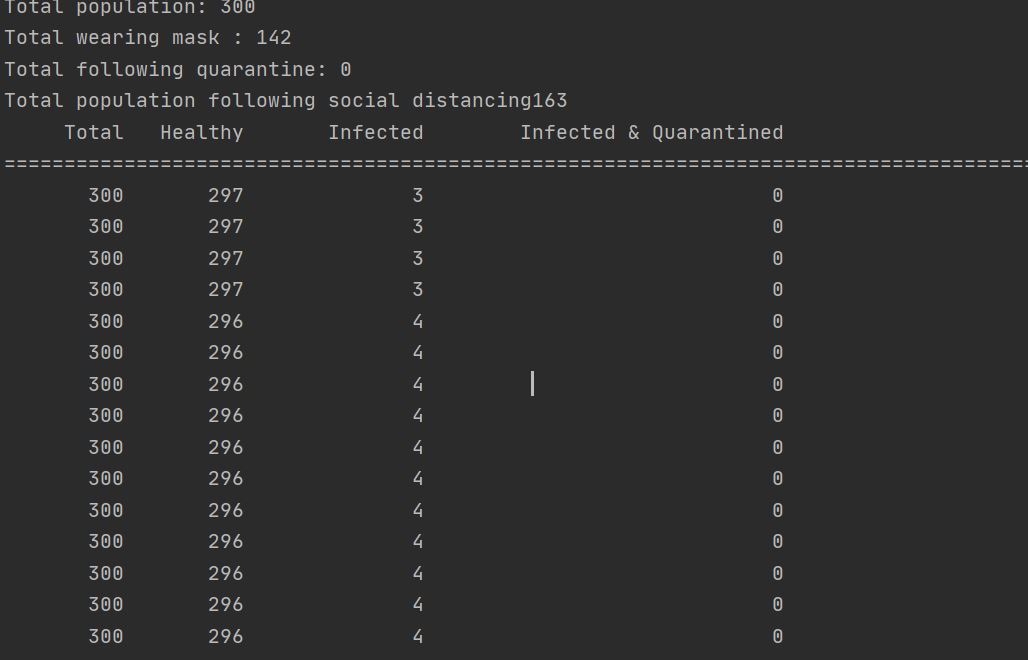 Total population: 300
Total wearing mask : 142
Total following quarantine: 0
Total population following social distancing163
Total Healthy Infected Infected & Quarantined
======================================================================================
300 297 3 0
300 297 3 0
300 297 3 0
300 297 3 0
300 296 4 0
300 296 4 0
300 296 4 0
300 296 4 0
300 296 4 0
300 296 4 0
300 296 4 0
300 296 4 0
300 296 4 0
300 296 4 0
300 296 4 0